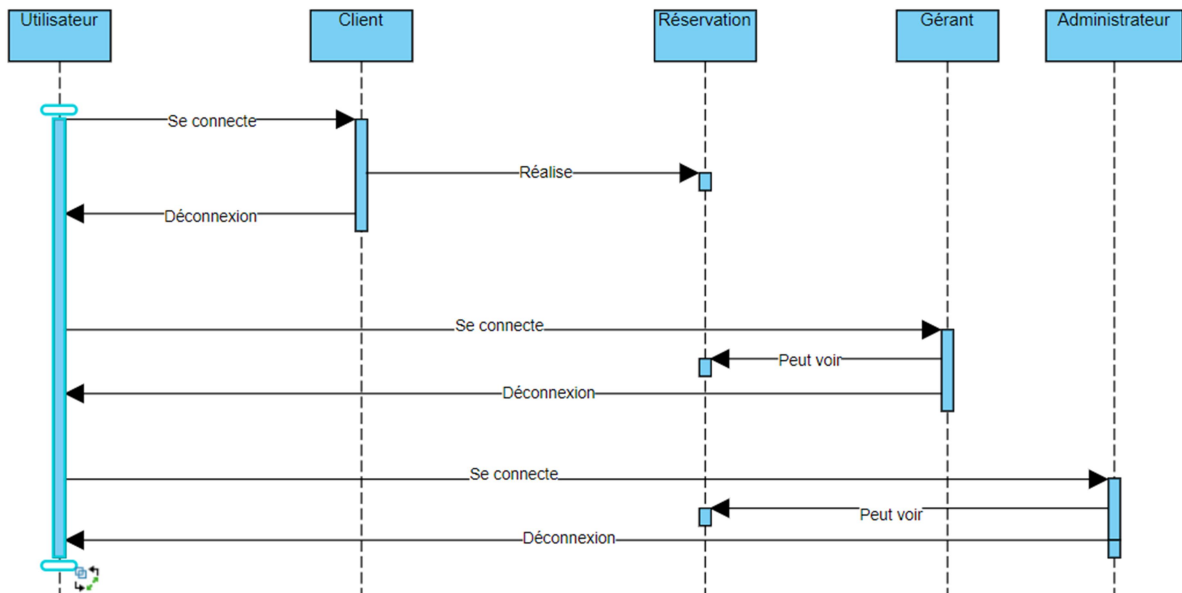 Utilisateur
Client
Réservation
Gérant
Administrateur
Se connecte
Réalise
Déconnexion
Se connecte
Peut voir
Déconnexion
Se connecte
Peut voir
Déconnexion